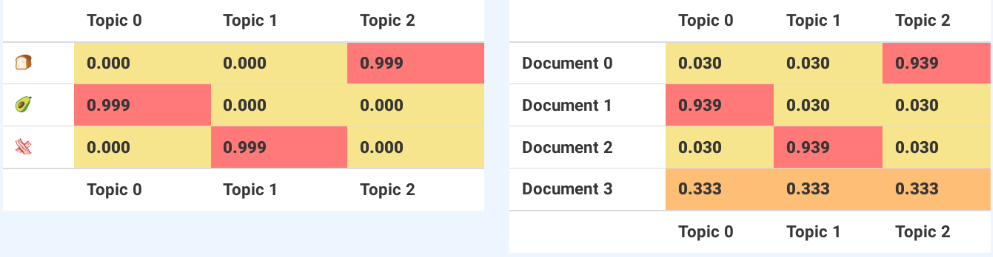 Topic 0 Topic 1 Topic 2
🍞 0.000 0.000 0.999
🥑 0.999 0.000 0.000
🥓 0.000 0.999 0.000
Topic 0 Topic 1 Topic 2
Topic 0 Topic 1 Topic 2
Document 0 0.030 0.030 0.939
Document 1 0.939 0.030 0.030
Document 2 0.030 0.939 0.030
Document 3 0.333 0.333 0.333
Topic 0 Topic 1 Topic 2